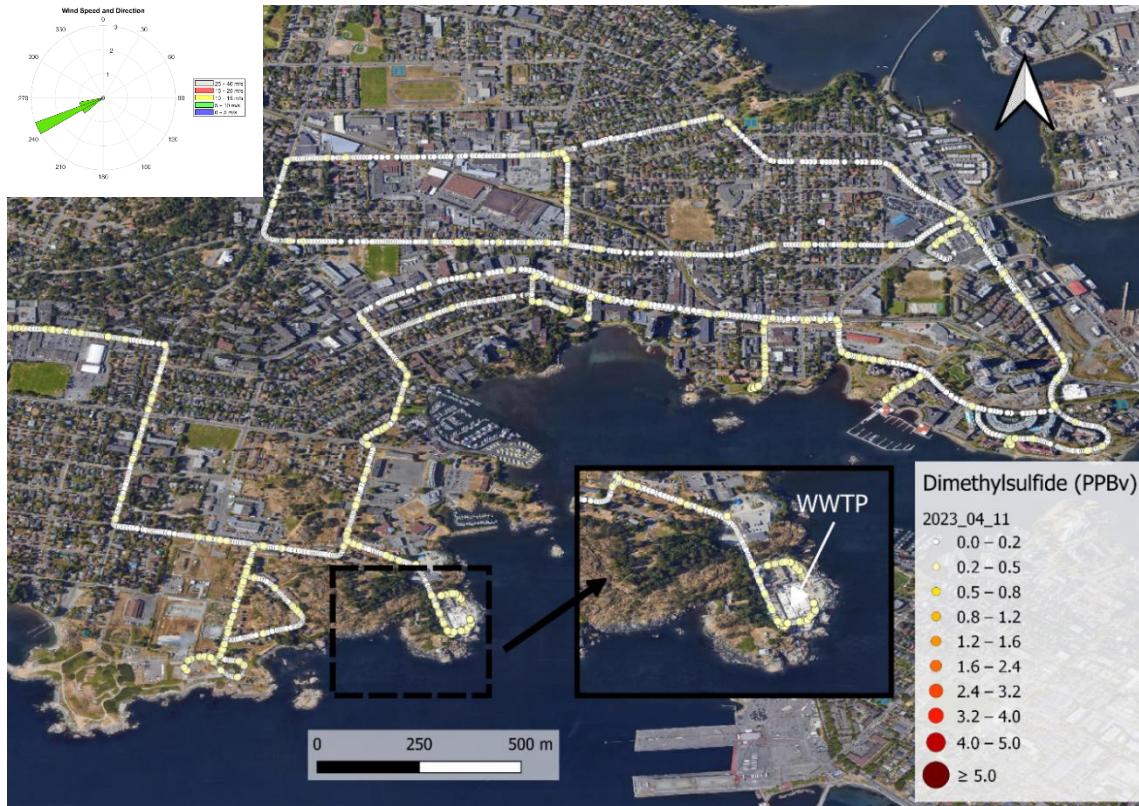 Wind Speed and Direction
0
330
30
3
300
2
60
1
270
0
240
120
210
150
180
WWTP
Dimethylsulfide (PPBv)
2023_04_11
0.0 – 0.2
0.2 – 0.5
0.5 – 0.8
0.8 – 1.2
1.2 – 1.6
1.6 – 2.4
2.4 – 3.2
3.2 – 4.0
4.0 – 5.0
≥ 5.0
0 250 500 m